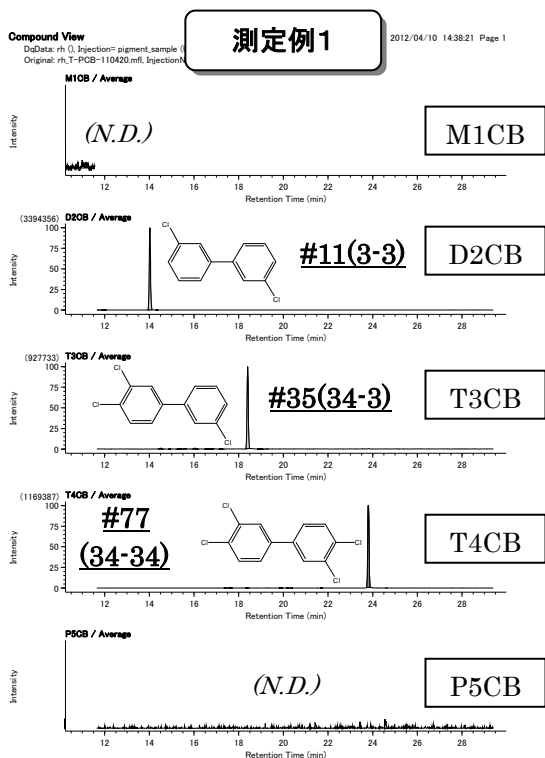 測定例1
Compound View
2012/04/10 14:38:21 Page 1
DqData: rh (), Injection= pigment_sample (
Original: rh_T-PCB-110420.mfl, InjectionN
M1CB / Average
Intensity
(N.D.)
M1CB
12 14 16 18 20 22 24 26 28
Retention Time (min)
(3394356) D2CB / Average
Intensity
100
75
50
25
0
Cl
Cl
#11(3-3)
D2CB
12 14 16 18 20 22 24 26 28
Retention Time (min)
(927733) T3CB / Average
Intensity
100
75
50
25
0
Cl
Cl
Cl
#35(34-3)
T3CB
12 14 16 18 20 22 24 26 28
Retention Time (min)
(1169387) T4CB / Average
Intensity
100
75
50
25
0
#77
(34-34)
Cl
Cl
Cl
Cl
T4CB
12 14 16 18 20 22 24 26 28
Retention Time (min)
P5CB / Average
Intensity
(N.D.)
P5CB
12 14 16 18 20 22 24 26 28
Retention Time (min)